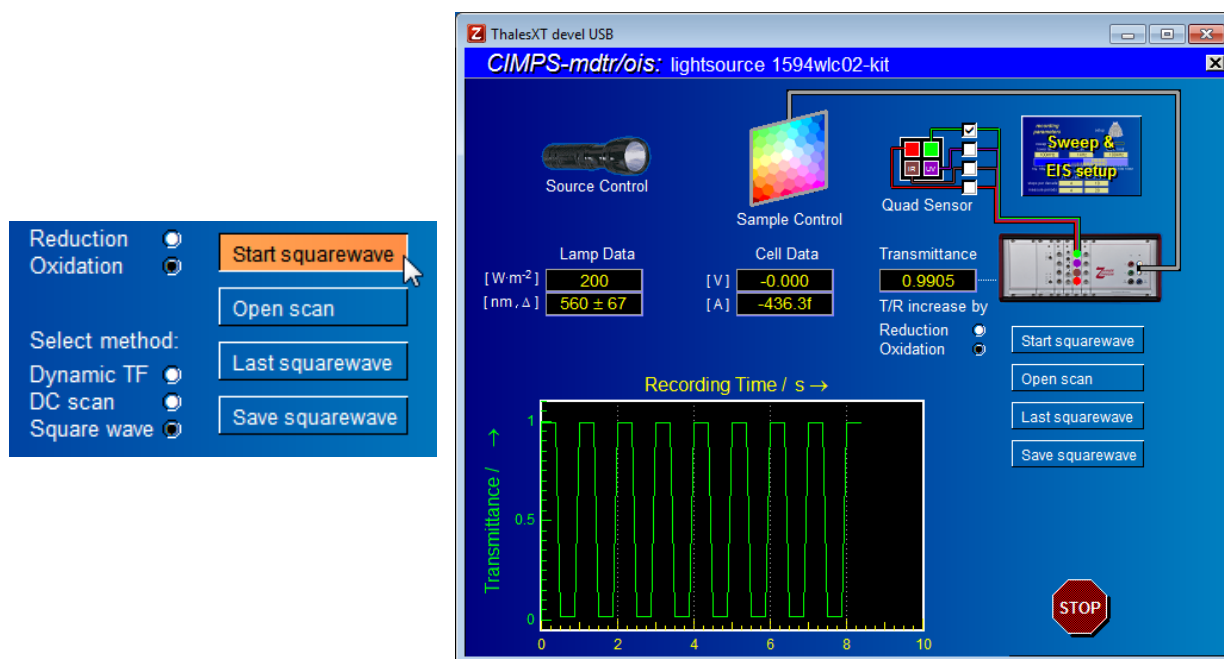 Reduction
Oxidation
Start squarewave
Open scan
Select method:
Last squarewave
Dynamic TF
DC scan
Save squarewave
Square wave
Z ThalesXT devel USB
CIMPS-mdtr/ois: lightsource 1594wlc02-kit
Source Control
Sample Control
IR UV
Quad Sensor
recording
parameters
Sweep &
EIS setup
Lamp Data
[W·m⁻²] 200
[nm, Δ] 560 ± 67
Cell Data
[V] -0.000
[A] -436.3f
Transmittance
0.9905
T/R increase by
Reduction
Oxidation
Start squarewave
Open scan
Last squarewave
Save squarewave
Recording Time / s →
Transmittance / →
1
0.5
0
0 2 4 6 8 10
STOP